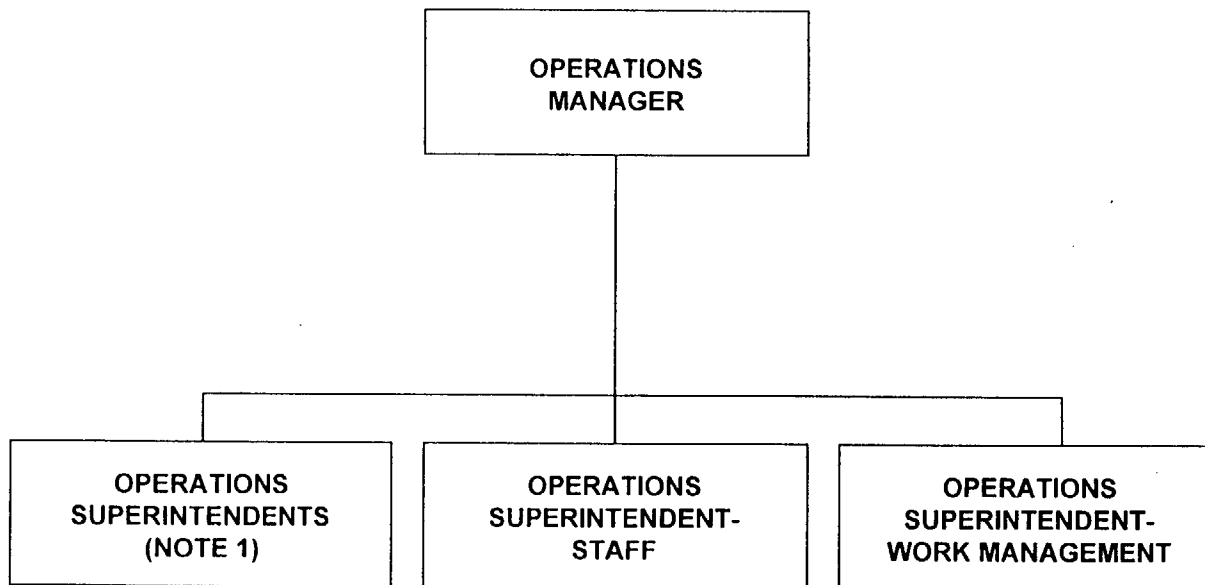 OPERATIONS
MANAGER
OPERATIONS
SUPERINTENDENTS
(NOTE 1)
OPERATIONS
SUPERINTENDENT-
STAFF
OPERATIONS
SUPERINTENDENT-
WORK MANAGEMENT